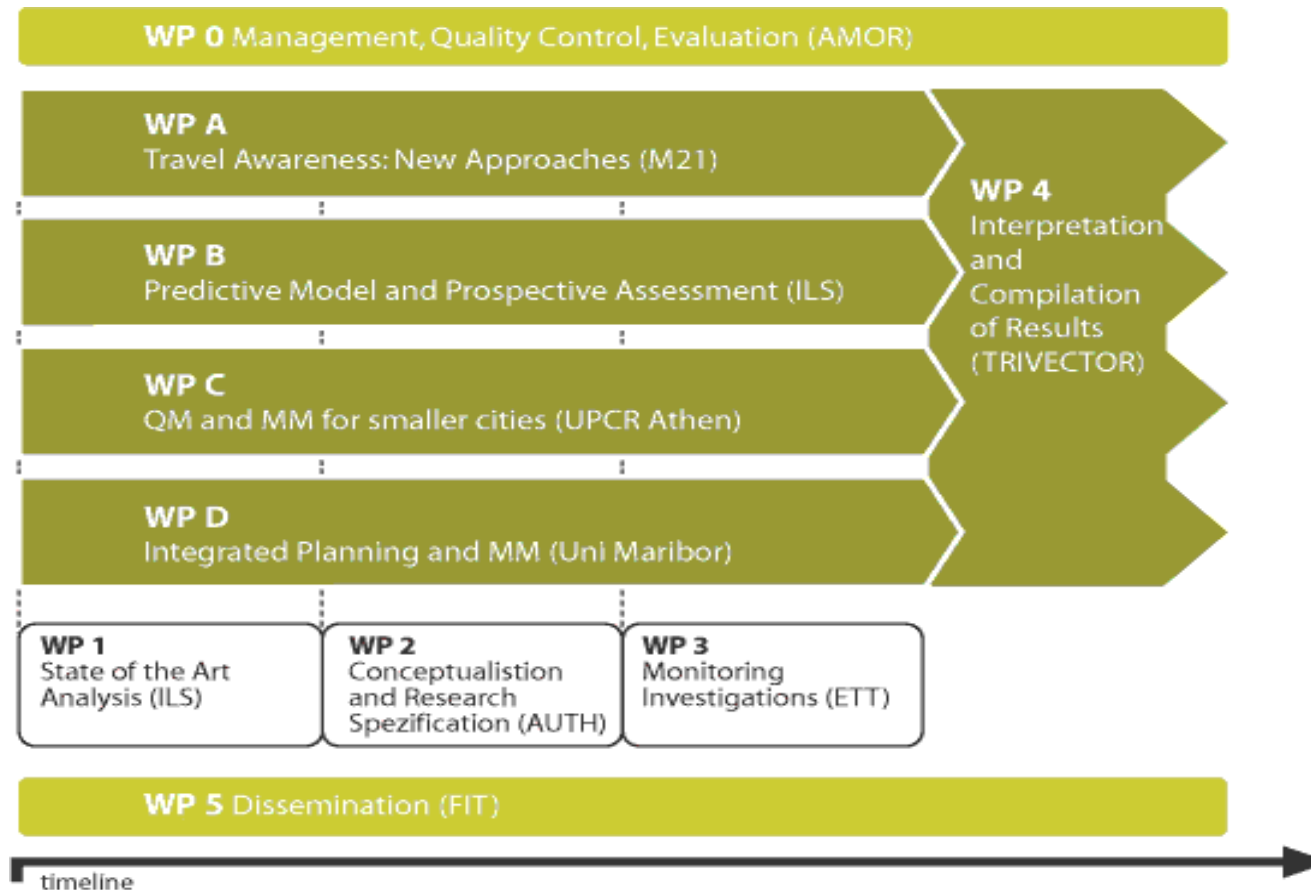 WP 0 Management, Quality Control, Evaluation (AMOR)
WP A
Travel Awareness: New Approaches (M21)
WP B
Predictive Model and Prospective Assessment (ILS)
WP C
QM and MM for smaller cities (UPCR Athen)
WP D
Integrated Planning and MM (Uni Maribor)
WP 4
Interpretation
and
Compilation
of Results
(TRIVECTOR)
WP 1
State of the Art
Analysis (ILS)
WP 2
Conceptualistion
and Research
Spezification (AUTH)
WP 3
Monitoring
Investigations (ETT)
WP 5 Dissemination (FIT)
timeline